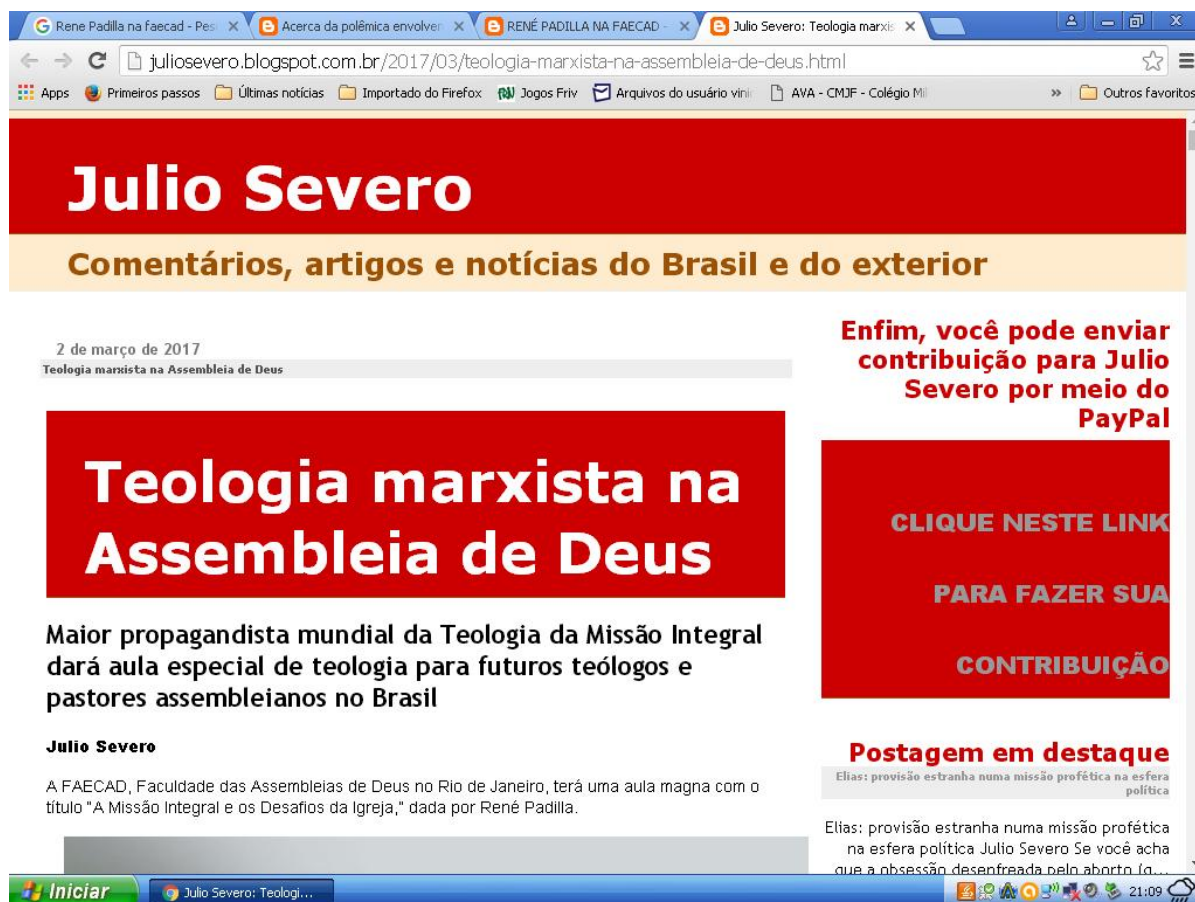 Rene Padilla na faecad - Pes
Acerca da polêmica envolver
RENÉ PADILLA NA FAECAD -
Julio Severo: Teologia marxis
juliosevero.blogspot.com.br/2017/03/teologia-marxista-na-assembleia-de-deus.html
Apps Primeiros passos Últimas notícias Importado do Firefox Jogos Friv Arquivos do usuário vini AVA - CMJF - Colégio Mil » Outros favoritos
Julio Severo
Comentários, artigos e notícias do Brasil e do exterior
2 de março de 2017
Teologia marxista na Assembleia de Deus
Teologia marxista na
Assembleia de Deus
Maior propagandista mundial da Teologia da Missão Integral
dará aula especial de teologia para futuros teólogos e
pastores assembleianos no Brasil
Julio Severo
A FAECAD, Faculdade das Assembleias de Deus no Rio de Janeiro, terá uma aula magna com o
título "A Missão Integral e os Desafios da Igreja," dada por René Padilla.
Enfim, você pode enviar
contribuição para Julio
Severo por meio do
PayPal
CLIQUE NESTE LINK
PARA FAZER SUA
CONTRIBUIÇÃO
Postagem em destaque
Elias: provisão estranha numa missão profética na esfera
política
Elias: provisão estranha numa missão profética
na esfera política Julio Severo Se você acha
que a obsessão desenfreada pelo aborto (q...
Iniciar
Julio Severo: Teologi...
21:09